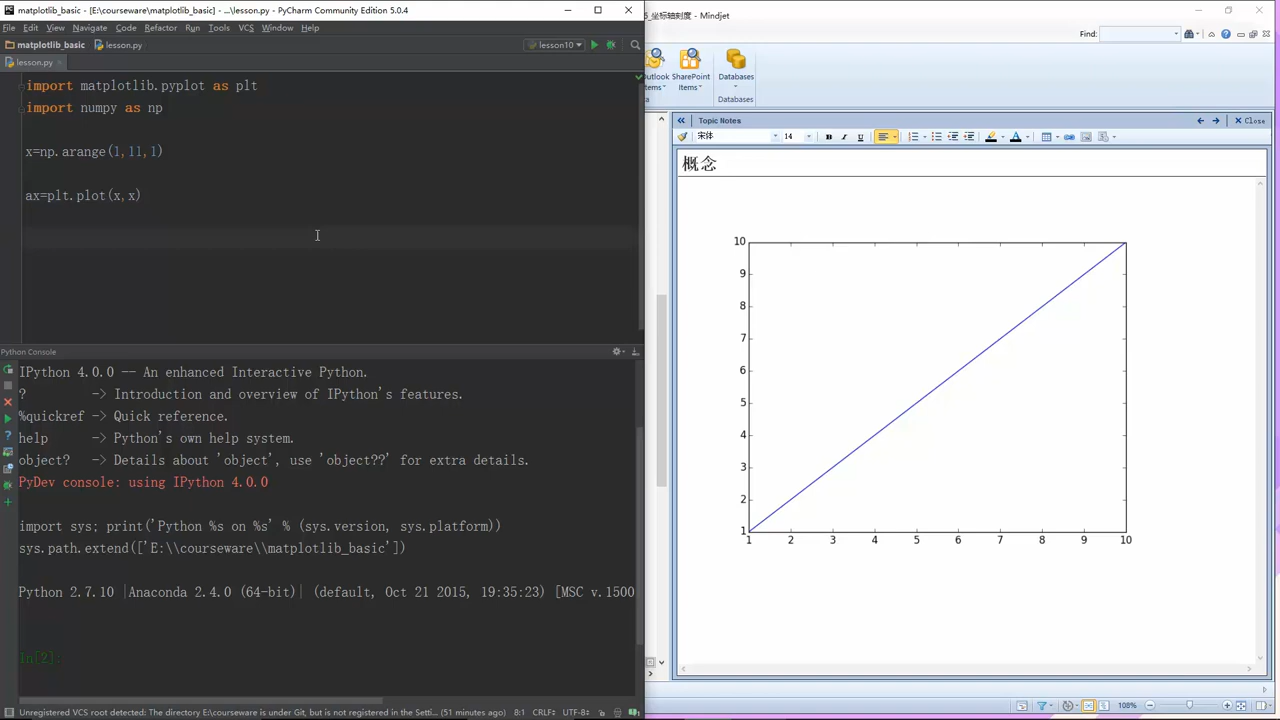 matplotlib_basic - [E:\courseware\matplotlib_basic] - ...\lesson.py - PyCharm Community Edition 5.0.4
File Edit View Navigate Code Refactor Run Tools VCS Window Help
matplotlib_basic lesson.py lesson10
lesson.py
import matplotlib.pyplot as plt
import numpy as np
x=np.arange(1,11,1)
ax=plt.plot(x,x)
Python Console
IPython 4.0.0 -- An enhanced Interactive Python.
? -> Introduction and overview of IPython's features.
%quickref -> Quick reference.
help -> Python's own help system.
object? -> Details about 'object', use 'object??' for extra details.
PyDev console: using IPython 4.0.0
import sys; print('Python %s on %s' % (sys.version, sys.platform))
sys.path.extend(['E:\\courseware\\matplotlib_basic'])
Python 2.7.10 |Anaconda 2.4.0 (64-bit)| (default, Oct 21 2015, 19:35:23) [MSC v.1500
In[2]:
Unregistered VCS root detected: The directory E:\courseware is under Git, but is not registered in the Setti... (51 minutes ago) 8:1 CRLF÷ UTF-8÷
_坐标轴刻度 - Mindjet
Find:
Outlook Items SharePoint Items Databases
Databases
Topic Notes Close
宋体 14 B I U A
概念
10
9
8
7
6
5
4
3
2
1
1 2 3 4 5 6 7 8 9 10
108%